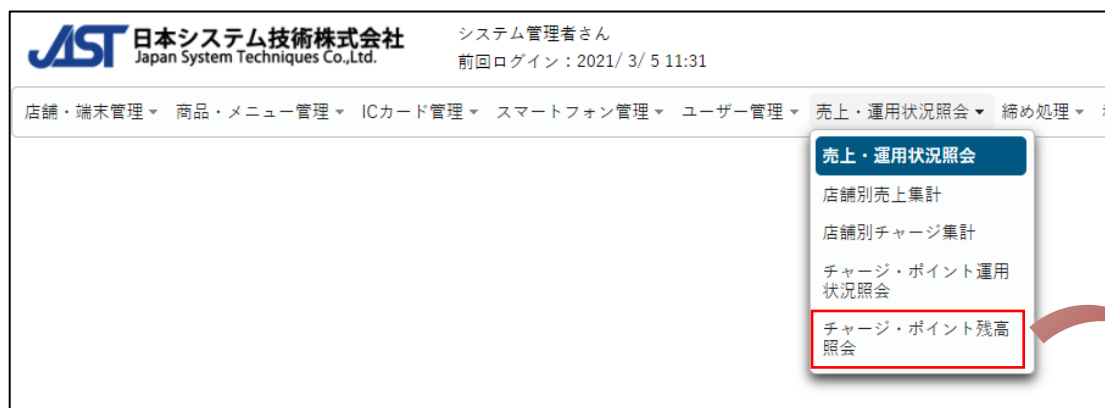 JAST 日本システム技術株式会社
Japan System Techniques Co.,Ltd.
システム管理者さん
前回ログイン：2021/ 3/ 5 11:31
店舗・端末管理 商品・メニュー管理 ICカード管理 スマートフォン管理 ユーザー管理 売上・運用状況照会 締め処理
売上・運用状況照会
店舗別売上集計
店舗別チャージ集計
チャージ・ポイント運用
状況照会
チャージ・ポイント残高
照会